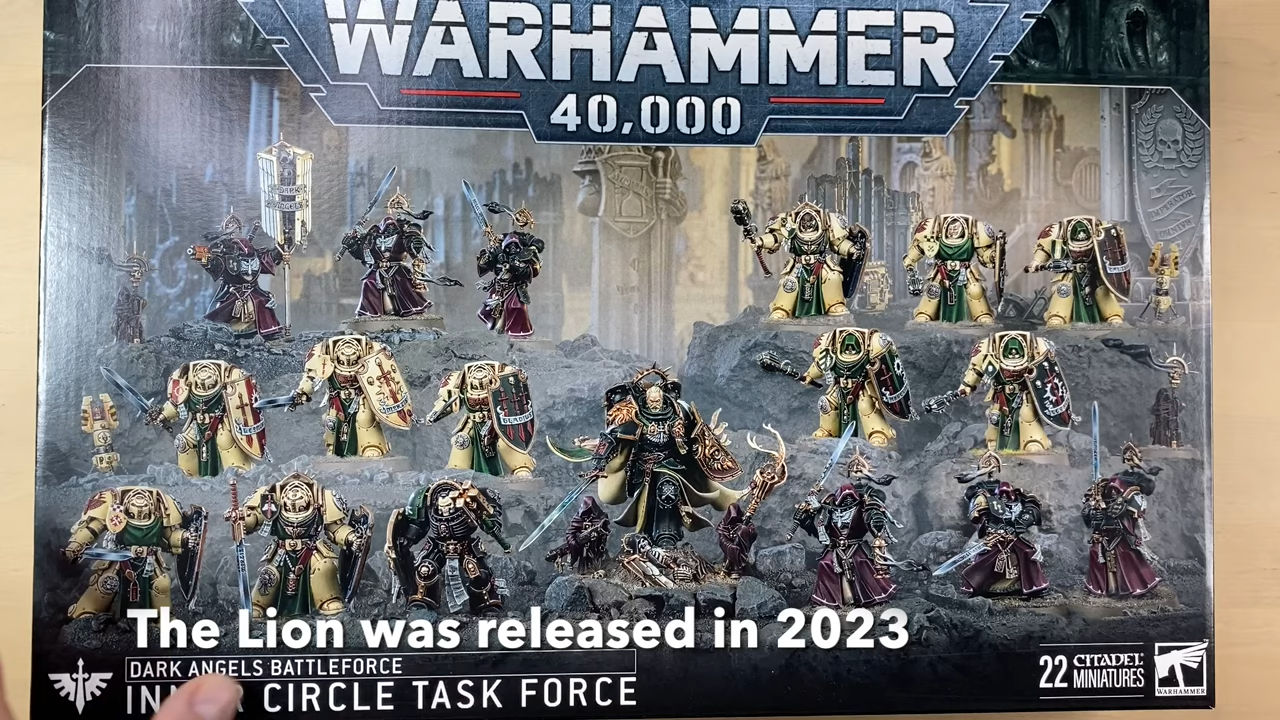 WARHAMMER
40,000
DARK
The Lion was released in 2023
DARK ANGELS BATTLEFORCE
CIRCLE TASK FORCE
22 CITADEL®
MINIATURES
WARHAMMER